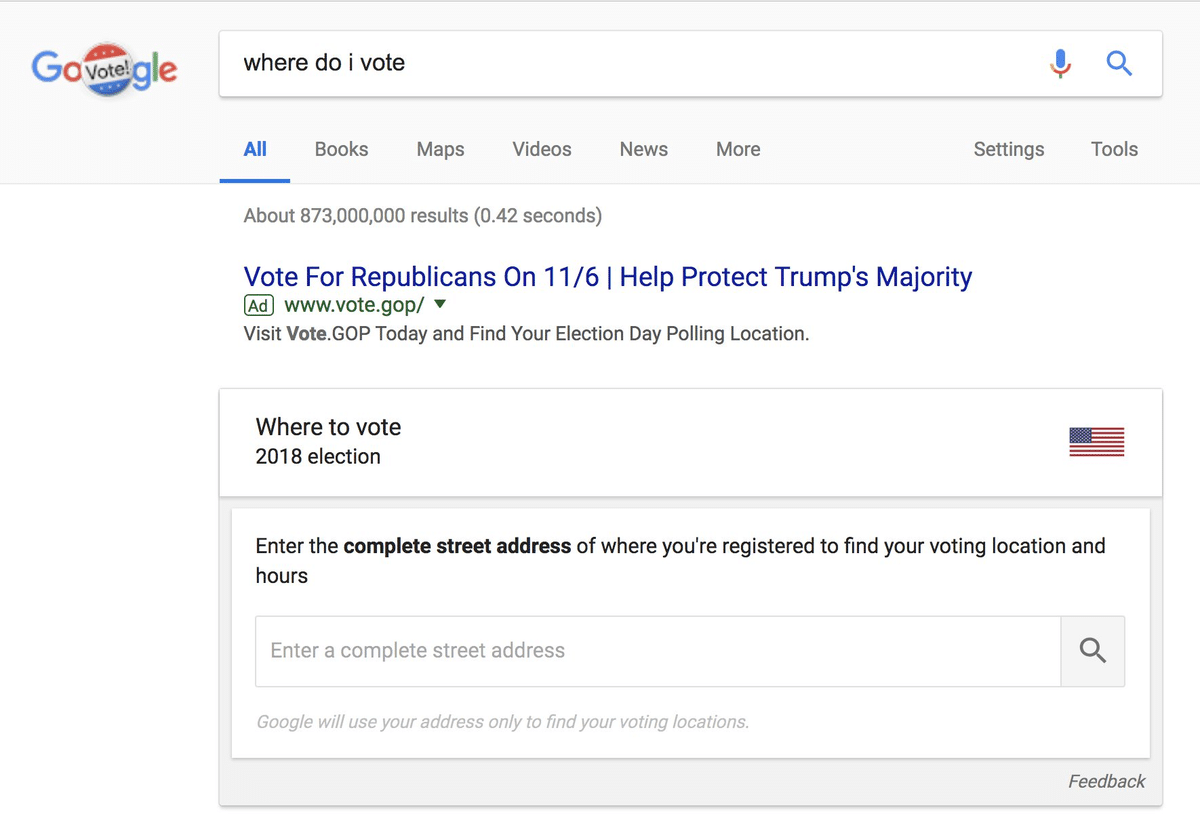 GoVote!gle
where do i vote
All Books Maps Videos News More Settings Tools
About 873,000,000 results (0.42 seconds)
Vote For Republicans On 11/6 | Help Protect Trump's Majority
Ad www.vote.gop/
Visit Vote.GOP Today and Find Your Election Day Polling Location.
Where to vote
2018 election
Enter the complete street address of where you're registered to find your voting location and
hours
Enter a complete street address
Google will use your address only to find your voting locations.
Feedback